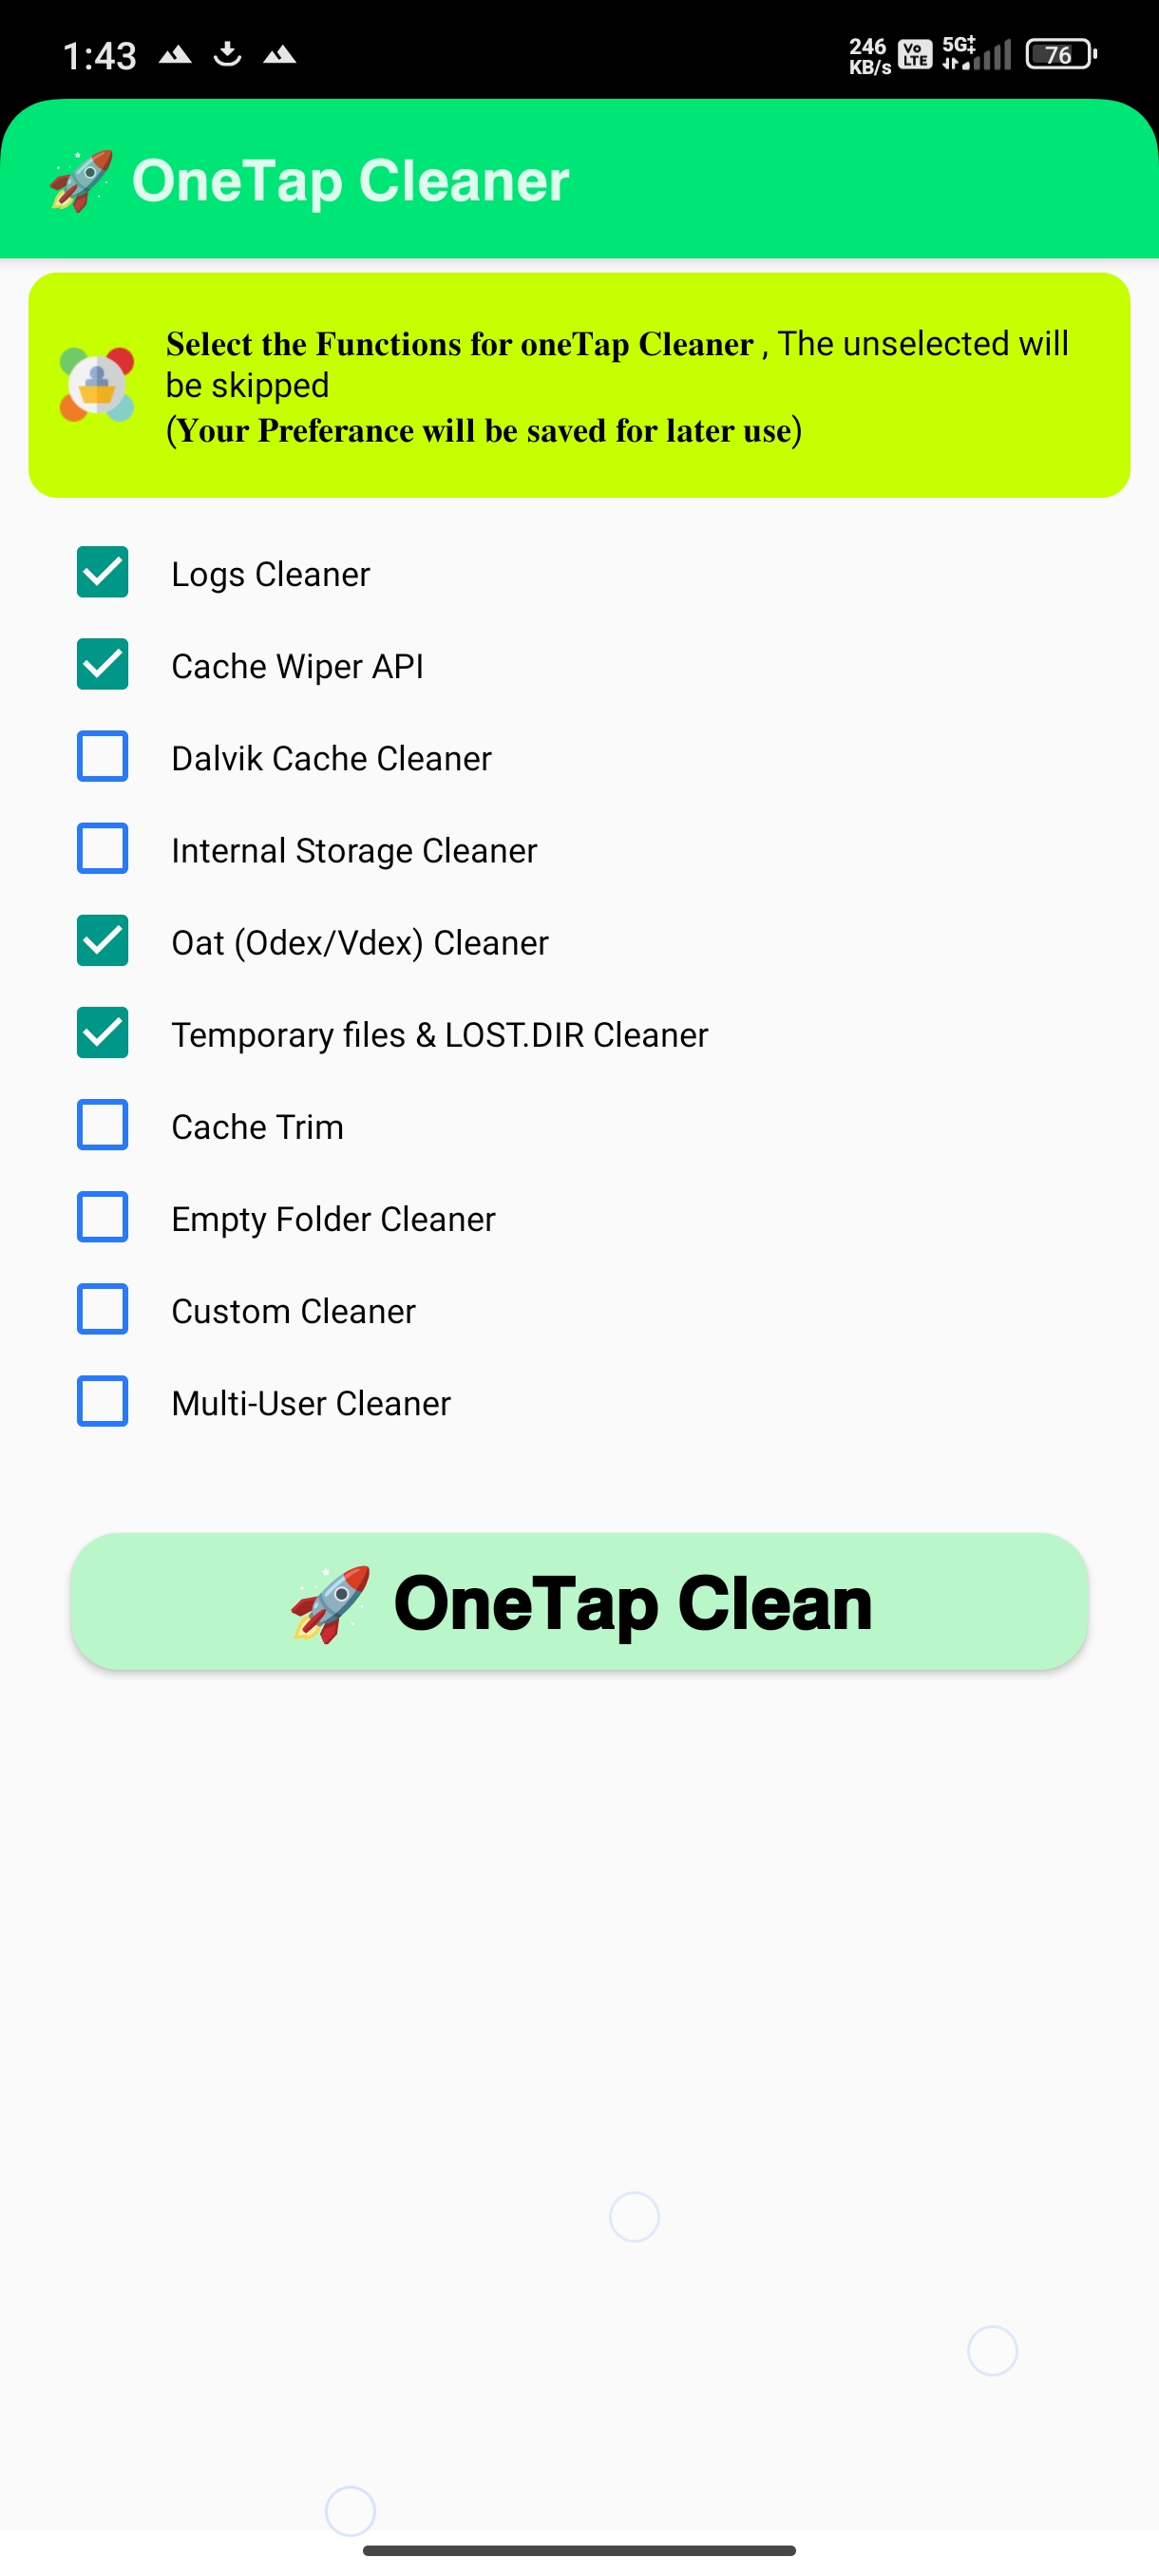 1:43
246
KB/s
Vo
LTE
5G
76
🚀 OneTap Cleaner
Select the Functions for oneTap Cleaner , The unselected will
be skipped
(Your Preferance will be saved for later use)
Logs Cleaner
Cache Wiper API
Dalvik Cache Cleaner
Internal Storage Cleaner
Oat (Odex/Vdex) Cleaner
Temporary files & LOST.DIR Cleaner
Cache Trim
Empty Folder Cleaner
Custom Cleaner
Multi-User Cleaner
🚀 OneTap Clean